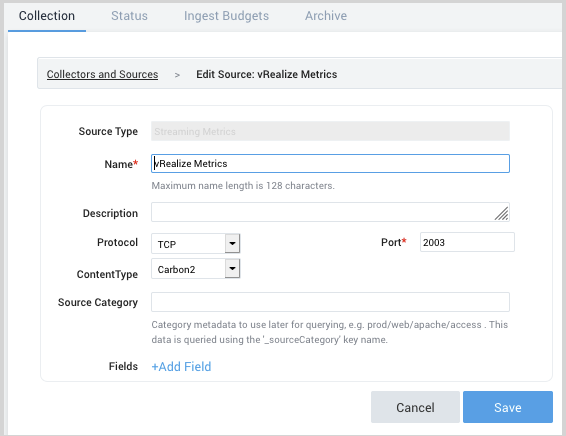 Collection Status Ingest Budgets Archive
Collectors and Sources > Edit Source: vRealize Metrics
Source Type Streaming Metrics
Name* vRealize Metrics
Maximum name length is 128 characters.
Description
Protocol TCP Port* 2003
ContentType Carbon2
Source Category
Category metadata to use later for querying, e.g. prod/web/apache/access . This
data is queried using the '_sourceCategory' key name.
Fields +Add Field
Cancel Save